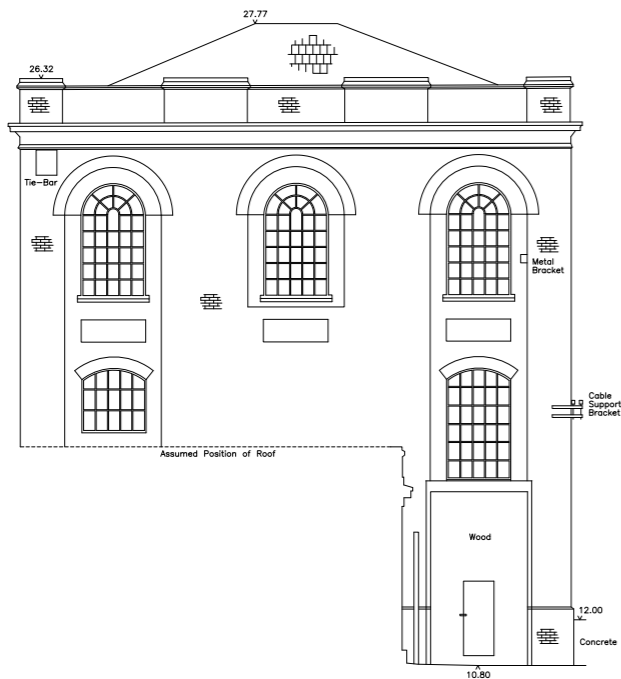 27.77
26.32
Tie-Bar
Metal
Bracket
Cable
Support
Bracket
Assumed Position of Roof
Wood
12.00
Concrete
10.80